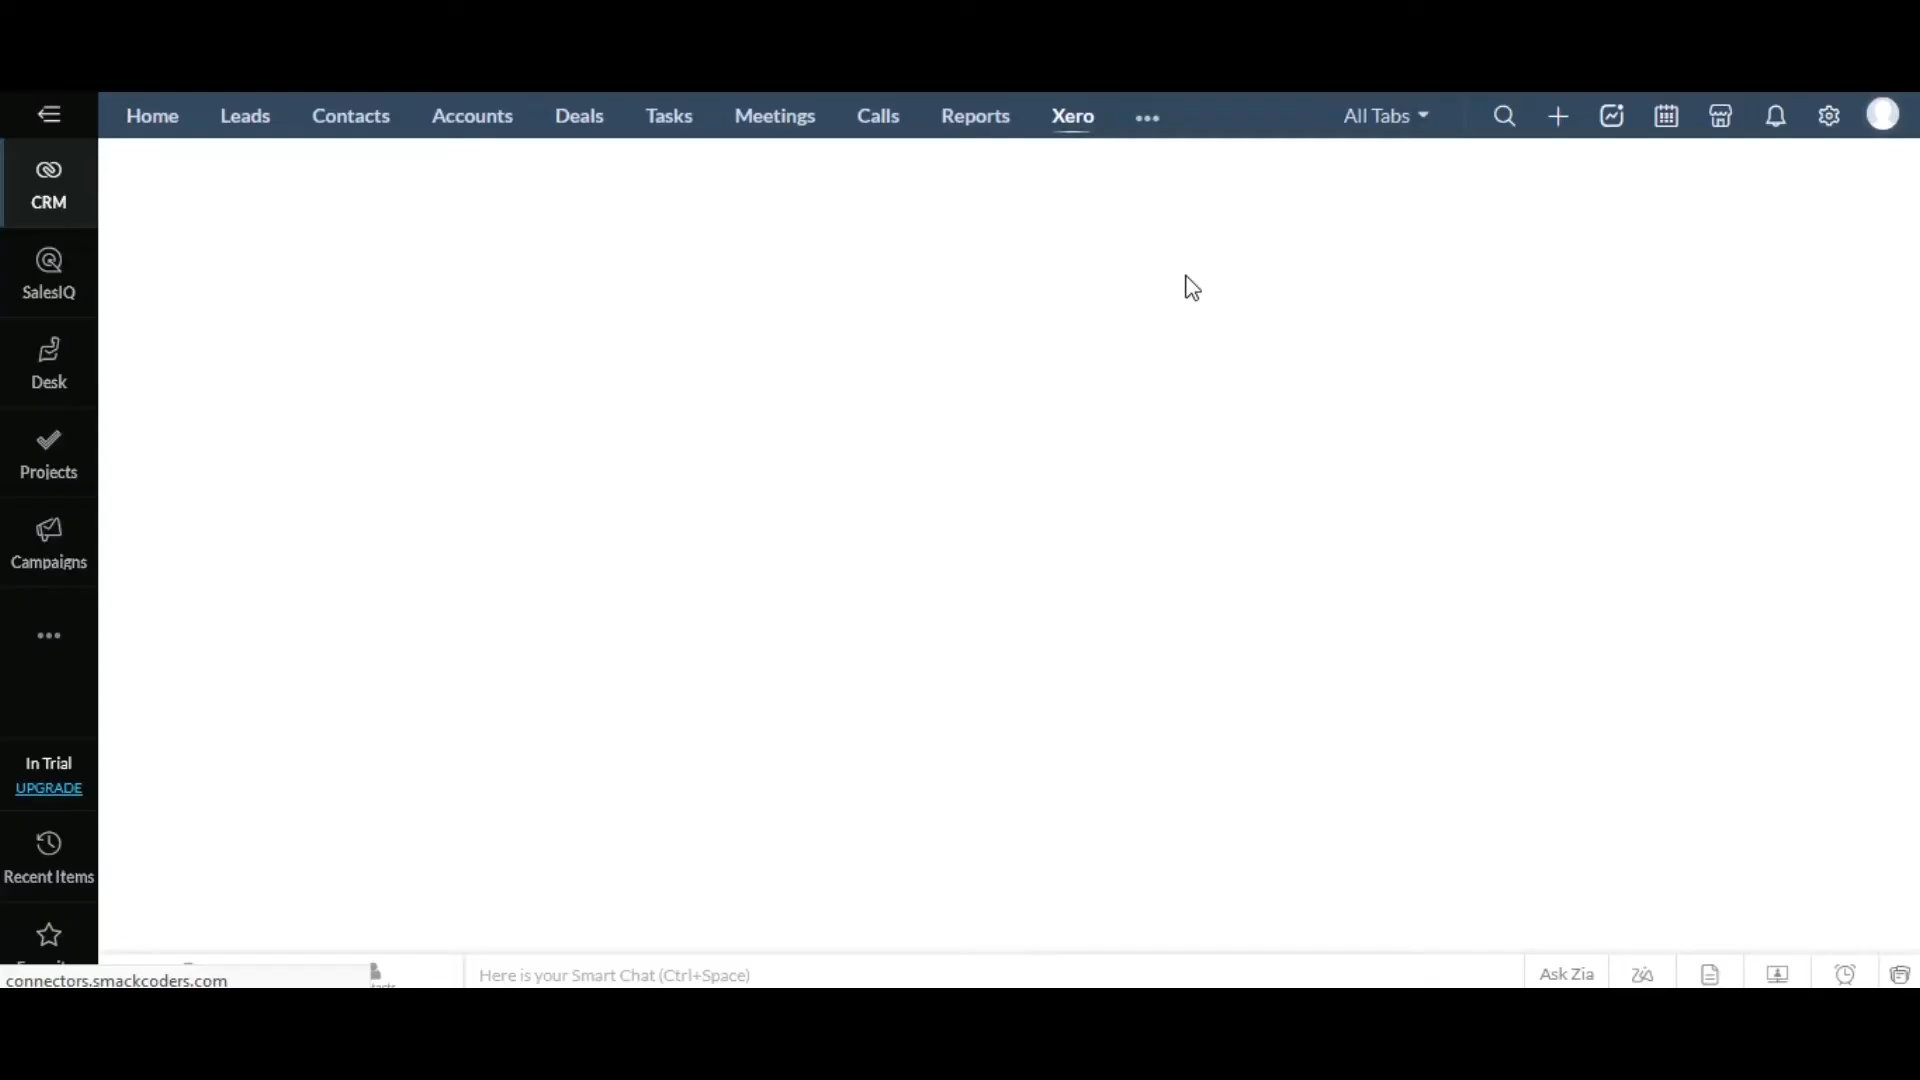 Home Leads Contacts Accounts Deals Tasks Meetings Calls Reports Xero ••• All Tabs
CRM
SalesIQ
Desk
Projects
Campaigns
•••
In Trial
UPGRADE
Recent Items
connectors.smackcoders.com
Here is your Smart Chat (Ctrl+Space)
Ask Zia